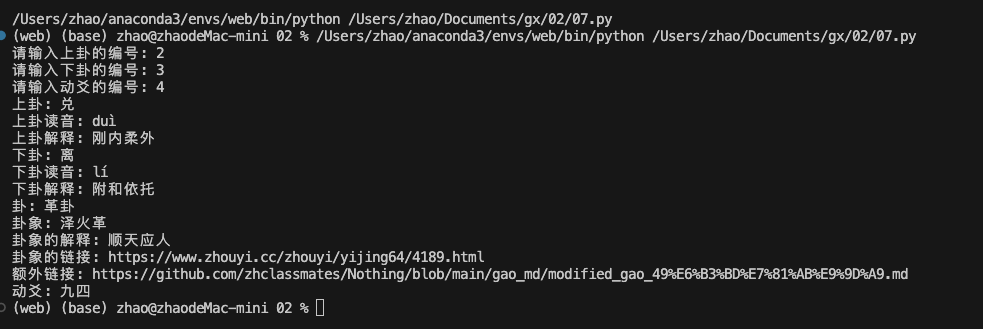 /Users/zhao/anaconda3/envs/web/bin/python /Users/zhao/Documents/gx/02/07.py
(web) (base) zhao@zhaodeMac-mini 02 % /Users/zhao/anaconda3/envs/web/bin/python /Users/zhao/Documents/gx/02/07.py
请输入上卦的编号: 2
请输入下卦的编号: 3
请输入动爻的编号: 4
上卦: 兑
上卦读音: duì
上卦解释: 刚内柔外
下卦: 离
下卦读音: lí
下卦解释: 附和依托
卦: 革卦
卦象: 泽火革
卦象的解释: 顺天应人
卦象的链接: https://www.zhouyi.cc/zhouyi/yijing64/4189.html
额外链接: https://github.com/zhclassmates/Nothing/blob/main/gao_md/modified_gao_49%E6%B3%BD%E7%81%AB%E9%9D%A9.md
动爻: 九四
(web) (base) zhao@zhaodeMac-mini 02 %